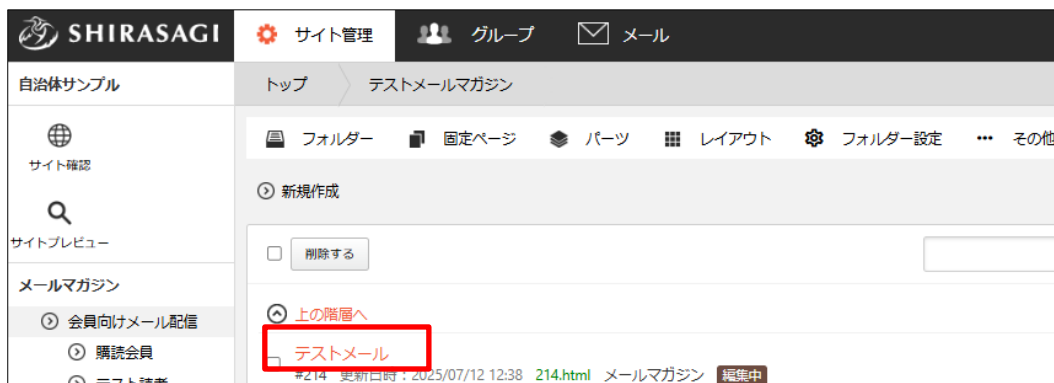 SHIRASAGI サイト管理 グループ メール
自治体サンプル
トップ テストメールマガジン
サイト確認
フォルダー 固定ページ パーツ レイアウト フォルダー設定 ••• その他
新規作成
サイトプレビュー
削除する
メールマガジン
上の階層へ
会員向けメール配信
テストメール
購読会員
#214 更新日時:2025/07/12 12:38 214.html メールマガジン 編集中
テスト読者